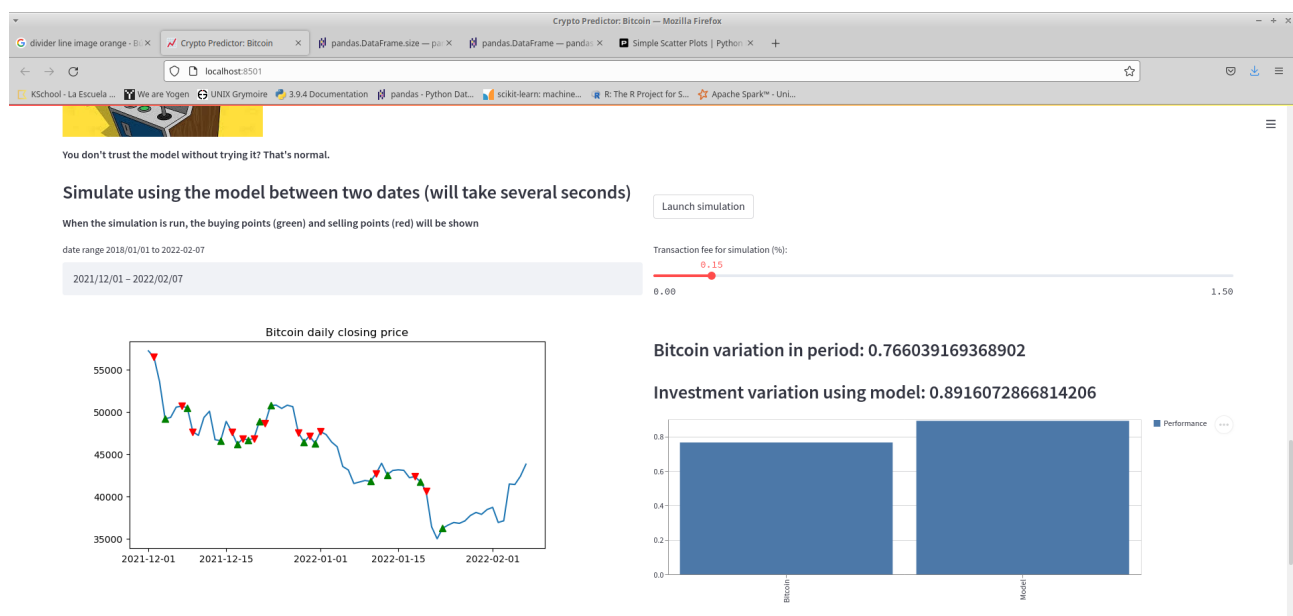 Crypto Predictor: Bitcoin — Mozilla Firefox
divider line image orange - B
Crypto Predictor: Bitcoin
pandas.DataFrame.size — pa
pandas.DataFrame — pandas
Simple Scatter Plots | Python
localhost:8501
KSchool - La Escuela ...
We are Yogen
UNIX Grymoire
3.9.4 Documentation
pandas - Python Dat...
scikit-learn: machine...
R: The R Project for S...
Apache Spark™ - Uni...
You don't trust the model without trying it? That's normal.
Simulate using the model between two dates (will take several seconds)
When the simulation is run, the buying points (green) and selling points (red) will be shown
date range 2018/01/01 to 2022-02-07
2021/12/01 – 2022/02/07
Launch simulation
Transaction fee for simulation (%):
0.15
0.00
1.50
Bitcoin daily closing price
55000
50000
45000
40000
35000
2021-12-01
2021-12-15
2022-01-01
2022-01-15
2022-02-01
Bitcoin variation in period: 0.766039169368902
Investment variation using model: 0.8916072866814206
Performance
0.8
0.6
0.4
0.2
0.0
Bitcoin
Model